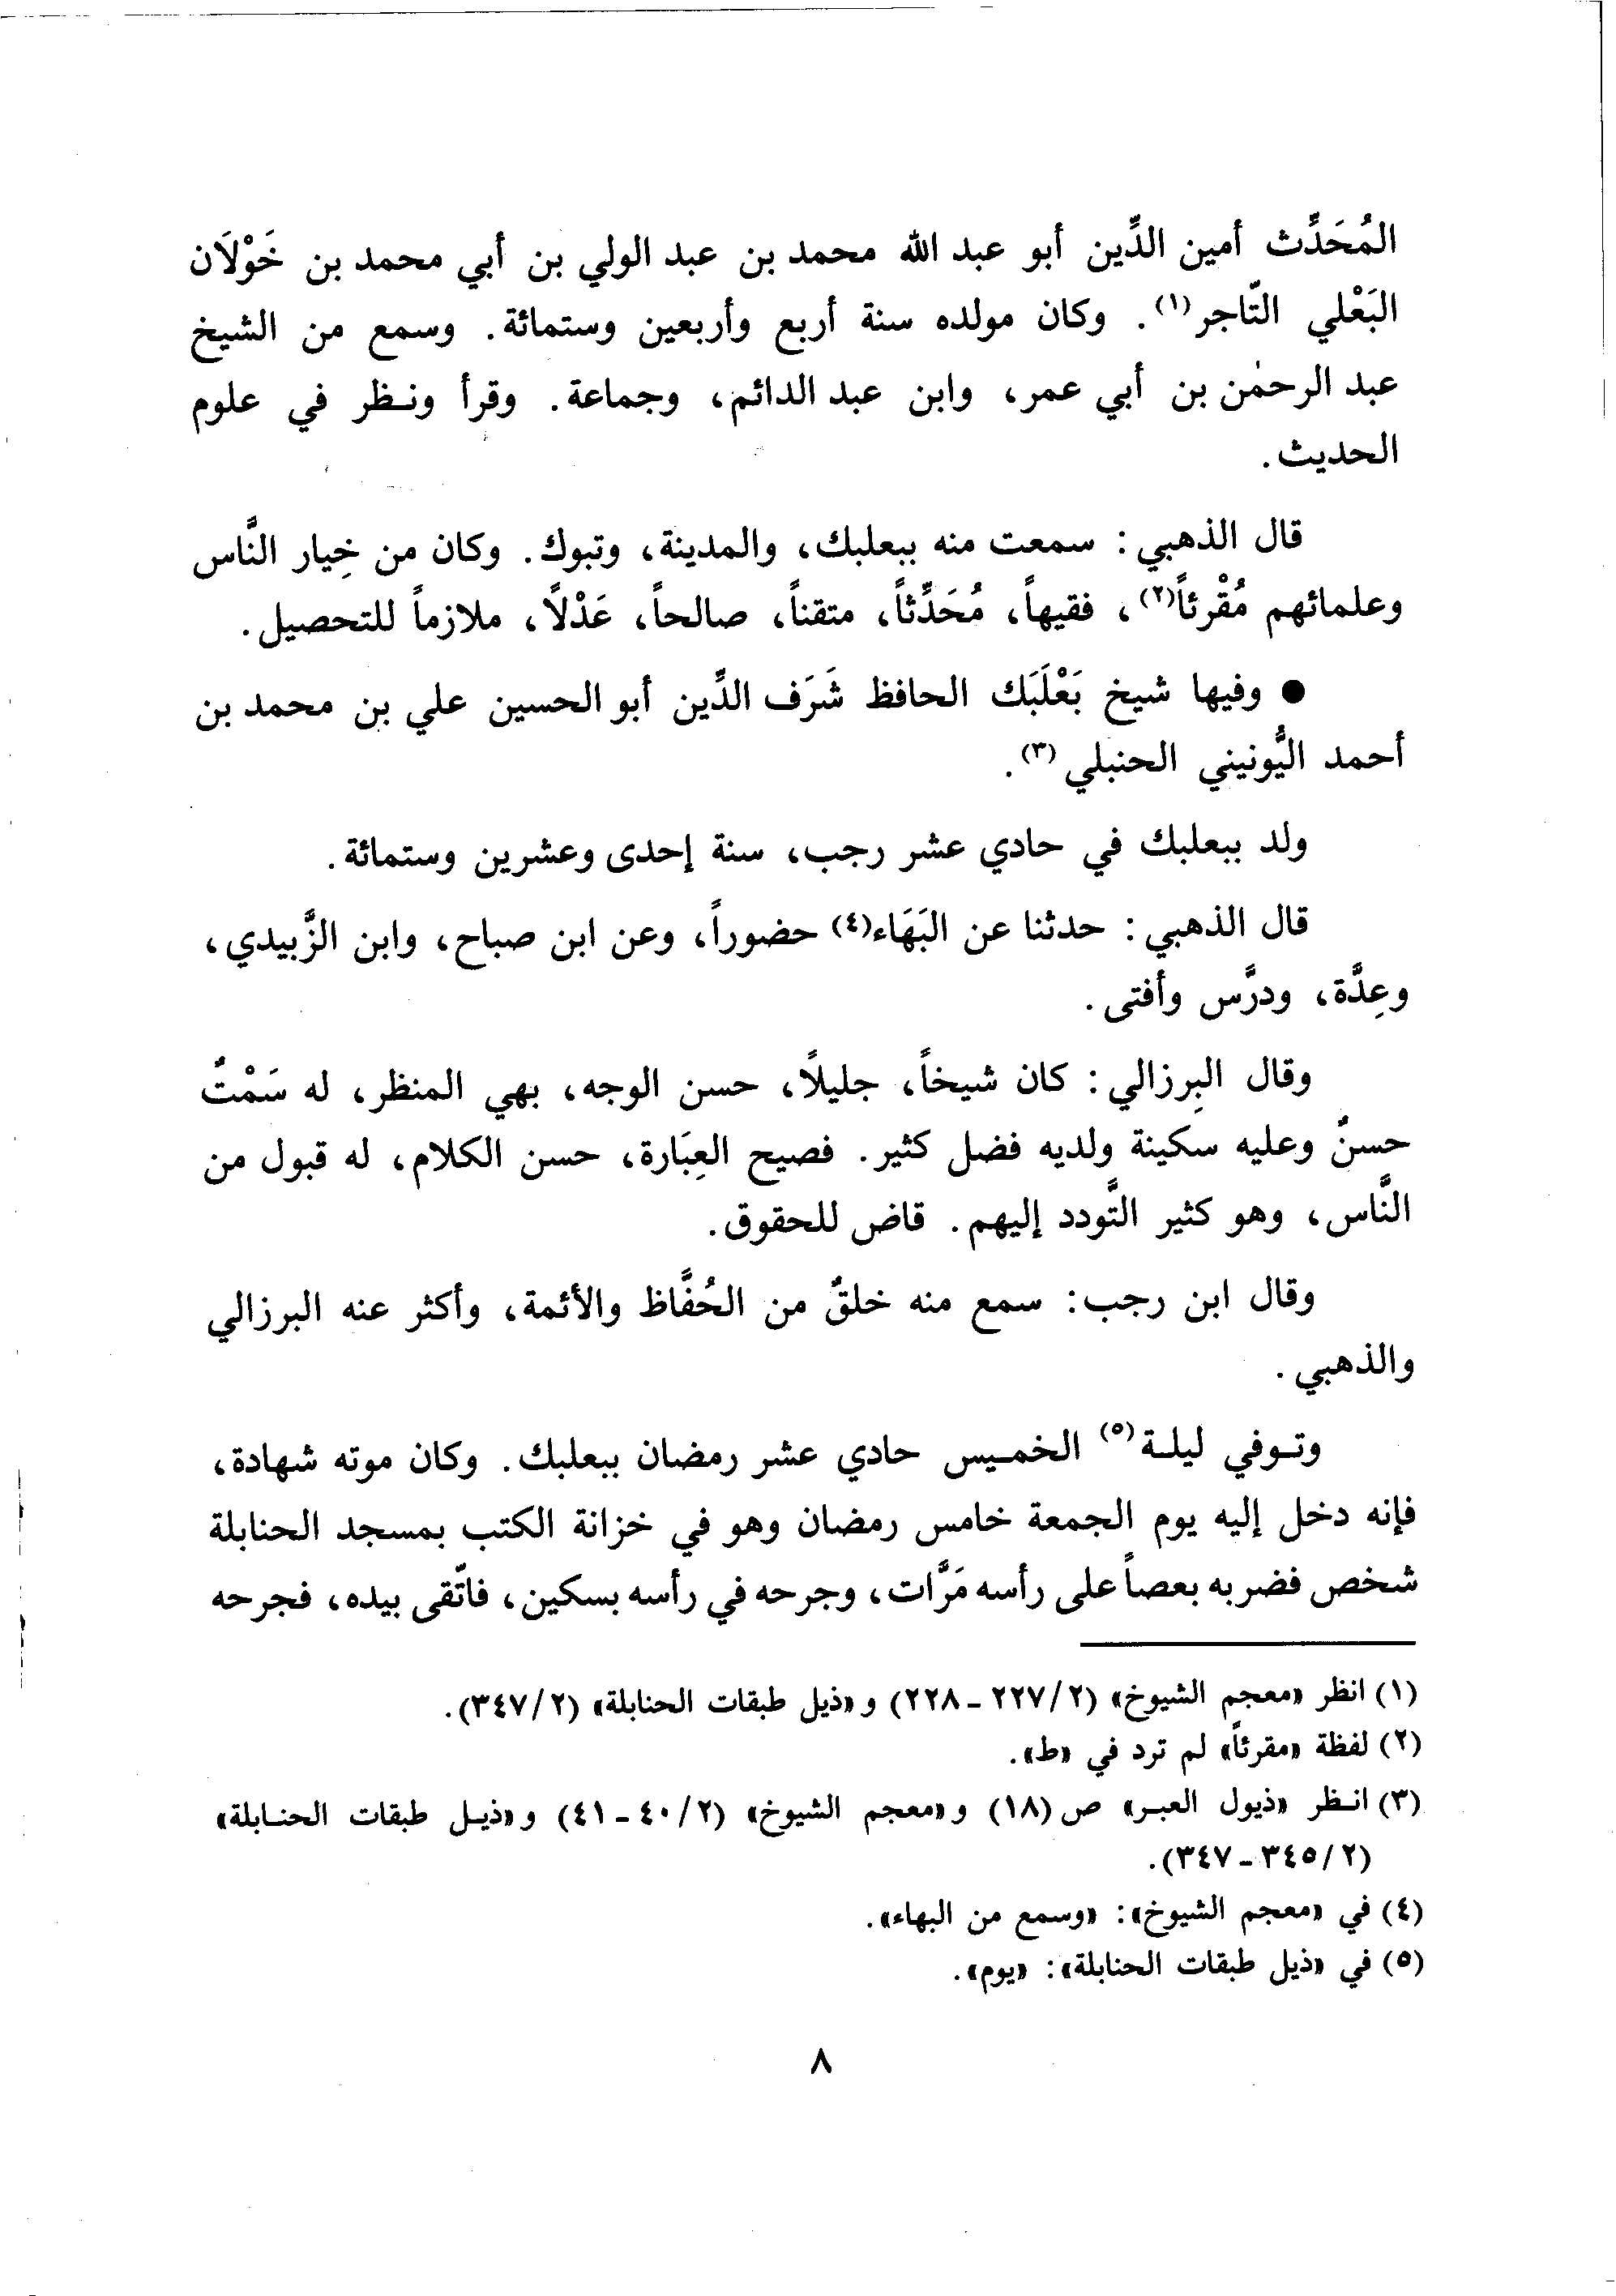 المُحَدِّث أمين الدِّين أبو عبد الله محمد بن عبد الولي بن أبي محمد بن خَوْلَان
البَعْلي التَّاجر(١). وكان مولده سنة أربع وأربعين وستمائة. وسمع من الشيخ
عبد الرحمٰن بن أبي عمر، وابن عبد الدائم، وجماعة. وقرأ ونـظر في علوم
الحديث.
قال الذهبي: سمعت منه ببعلبك، والمدينة، وتبوك. وكان من خِيار النَّاس
وعلمائهم مُقْرئاً(٢)، فقيهاً، مُحَدِّثاً، متقناً، صالحاً، عَدْلًا، ملازماً للتحصيل.
● وفيها شيخ بَعْلَبَك الحافظ شَرَف الدِّين أبو الحسين علي بن محمد بن
أحمد اليُّونيني الحنبلي(٣).
ولد ببعلبك في حادي عشر رجب، سنة إحدى وعشرين وستمائة.
قال الذهبي: حدثنا عن البَهَاء(٤) حضوراً، وعن ابن صباح، وابن الزَّبيدي،
وعِدَّة، ودرَّس وأفتى.
وقال البِرزالي: كان شيخاً، جليلًا، حسن الوجه، بهي المنظر، له سَمْتٌ
حسنٌ وعليه سكينة ولديه فضل كثير. فصيح العِبَارة، حسن الكلام، له قبول من
النَّاس، وهو كثير التَّودد إليهم. قاض للحقوق.
وقال ابن رجب: سمع منه خلقٌ من الحُفَّاظ والأئمة، وأكثر عنه البرزالي
والذهبي.
وتـوفي ليلـة(٥) الخمـيس حادي عشر رمضان ببعلبك. وكان موته شهادة،
فإنه دخل إليه يوم الجمعة خامس رمضان وهو في خزانة الكتب بمسجد الحنابلة
شخص فضربه بعصاً على رأسه مَرَّات، وجرحه في رأسه بسكين، فاتَّقى بيده، فجرحه
(١) انظر «معجم الشيوخ» (٢/ ٢٢٧ - ٢٢٨) و «ذيل طبقات الحنابلة» (٢/ ٣٤٧).
(٢) لفظة «مقرئاً» لم ترد في «ط».
(٣) انـظر «ذيول العبـر» ص (١٨) و «معجم الشيوخ» (٢/ ٤٠ - ٤١) و «ذيـل طبقات الحنـابلة»
(٢/ ٣٤٥ - ٣٤٧).
(٤) في «معجم الشيوخ»: «وسمع من البهاء».
(٥) في «ذيل طبقات الحنابلة»: «يوم».
٨